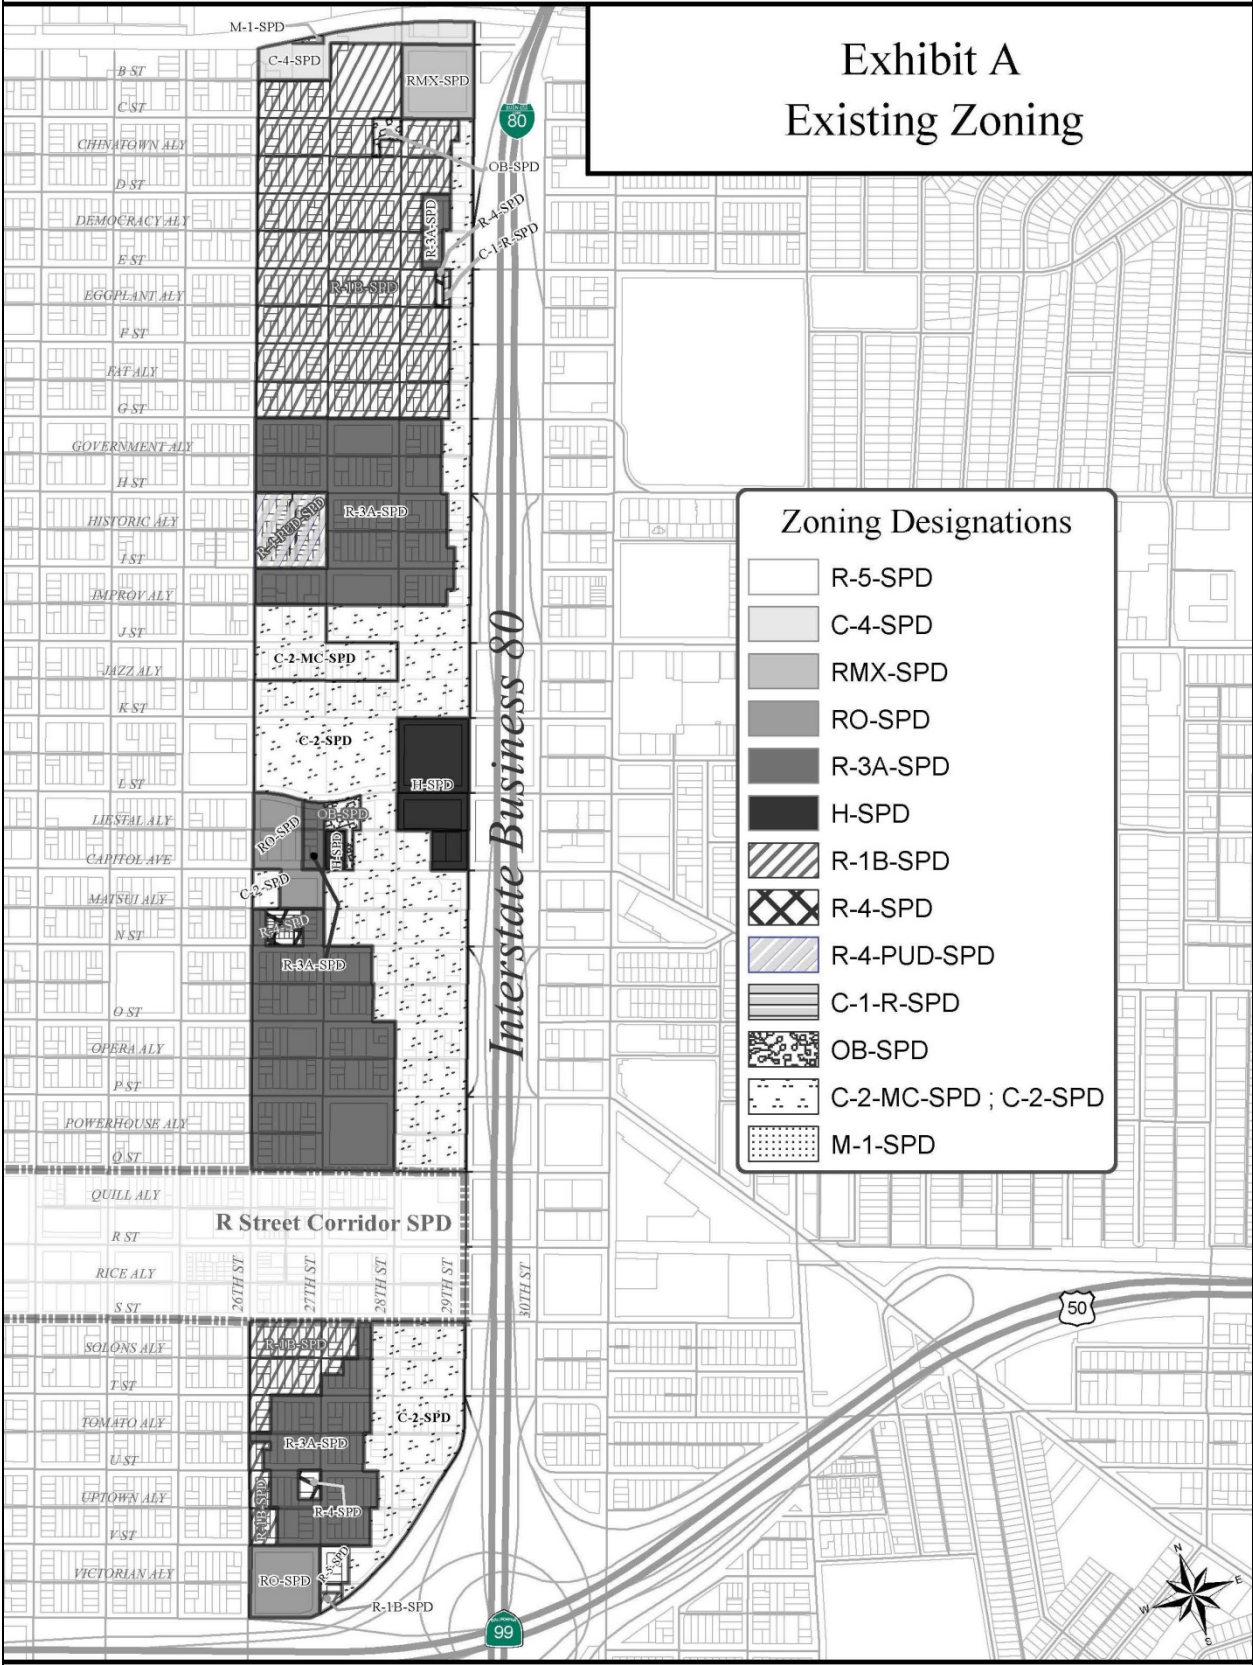 Exhibit A
Existing Zoning
M-1-SPD
C-4-SPD
RMX-SPD
80
OB-SPD
R-4-SPD
C-1-R-SPD
R-3A-SPD
R-1B-SPD
B ST
C ST
CHINATOWN ALY
D ST
DEMOCRACY ALY
E ST
EGGPLANT ALY
F ST
FAT ALY
G ST
GOVERNMENT ALY
H ST
HISTORIC ALY
I ST
IMPROV ALY
J ST
JAZZ ALY
K ST
L ST
LIESTAL ALY
CAPITOL AVE
MATSUI ALY
N ST
O ST
OPERA ALY
P ST
POWERHOUSE ALY
Q ST
QUILL ALY
R ST
RICE ALY
S ST
SOLONS ALY
T ST
TOMATO ALY
U ST
UPTOWN ALY
V ST
VICTORIAN ALY
R-3A-SPD
R-4-PUD-SPD
C-2-MC-SPD
C-2-SPD
H-SPD
OB-SPD
RO-SPD
H-SPD
C-2-SPD
R-4-SPD
R-3A-SPD
Interstate Business 80
R Street Corridor SPD
26TH ST
27TH ST
28TH ST
29TH ST
30TH ST
R-1B-SPD
C-2-SPD
R-3A-SPD
R-1B-SPD
R-4-SPD
RO-SPD
R-5-SPD
R-1B-SPD
50
99
Zoning Designations
R-5-SPD
C-4-SPD
RMX-SPD
RO-SPD
R-3A-SPD
H-SPD
R-1B-SPD
R-4-SPD
R-4-PUD-SPD
C-1-R-SPD
OB-SPD
C-2-MC-SPD ; C-2-SPD
M-1-SPD
N
E
W
S